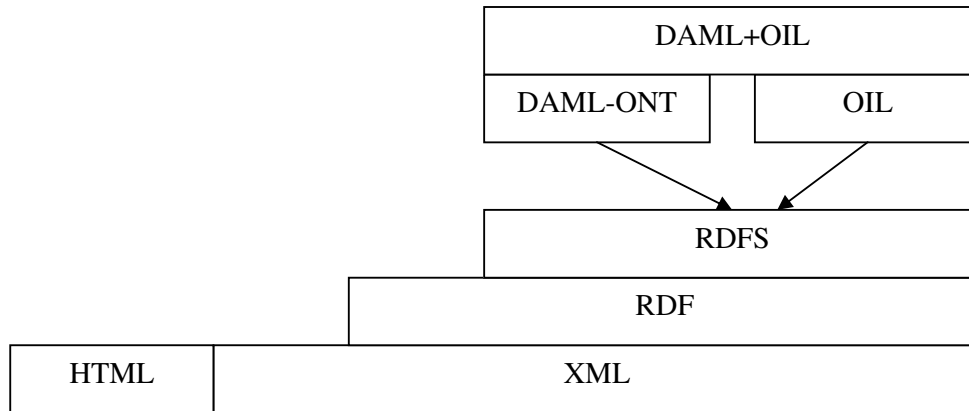 DAML+OIL
DAML-ONT
OIL
RDFS
RDF
HTML
XML